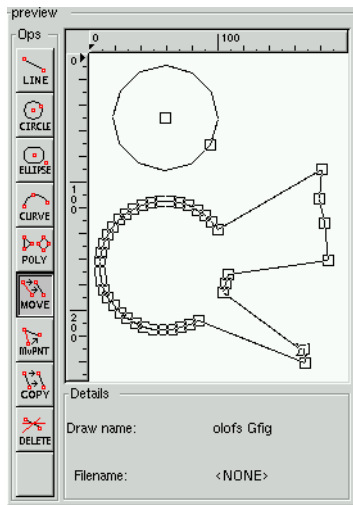 preview
Ops
0 100
0
LINE
CIRCLE
ELLIPSE
CURVE
100
POLY
MOVE
200
MvPNT
COPY
DELETE
Details
Draw name: olofs Gfig
Filename: <NONE>